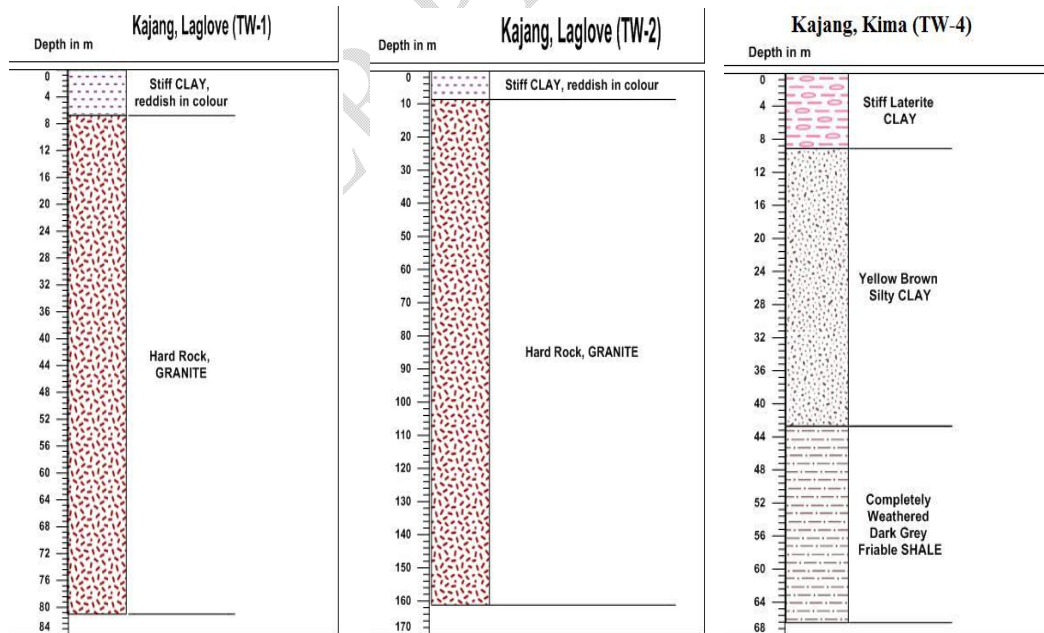 Kajang, Laglove (TW-1)
Depth in m
0
4
8
12
16
20
24
28
32
36
40
44
48
52
56
60
64
68
72
76
80
84
Stiff CLAY,
reddish in colour
Hard Rock,
GRANITE
Kajang, Laglove (TW-2)
Depth in m
0
10
20
30
40
50
60
70
80
90
100
110
120
130
140
150
160
170
Stiff CLAY, reddish in colour
Hard Rock, GRANITE
Kajang, Kima (TW-4)
Depth in m
0
4
8
12
16
20
24
28
32
36
40
44
48
52
56
60
64
68
Stiff Laterite
CLAY
Yellow Brown
Silty CLAY
Completely
Weathered
Dark Grey
Friable SHALE